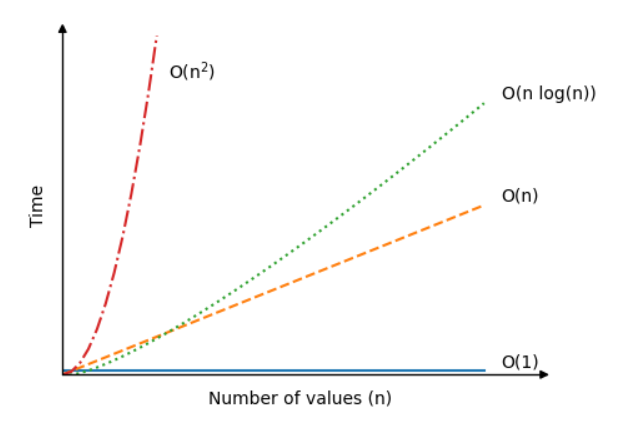 O(n²)
O(n log(n))
O(n)
O(1)
Time
Number of values (n)